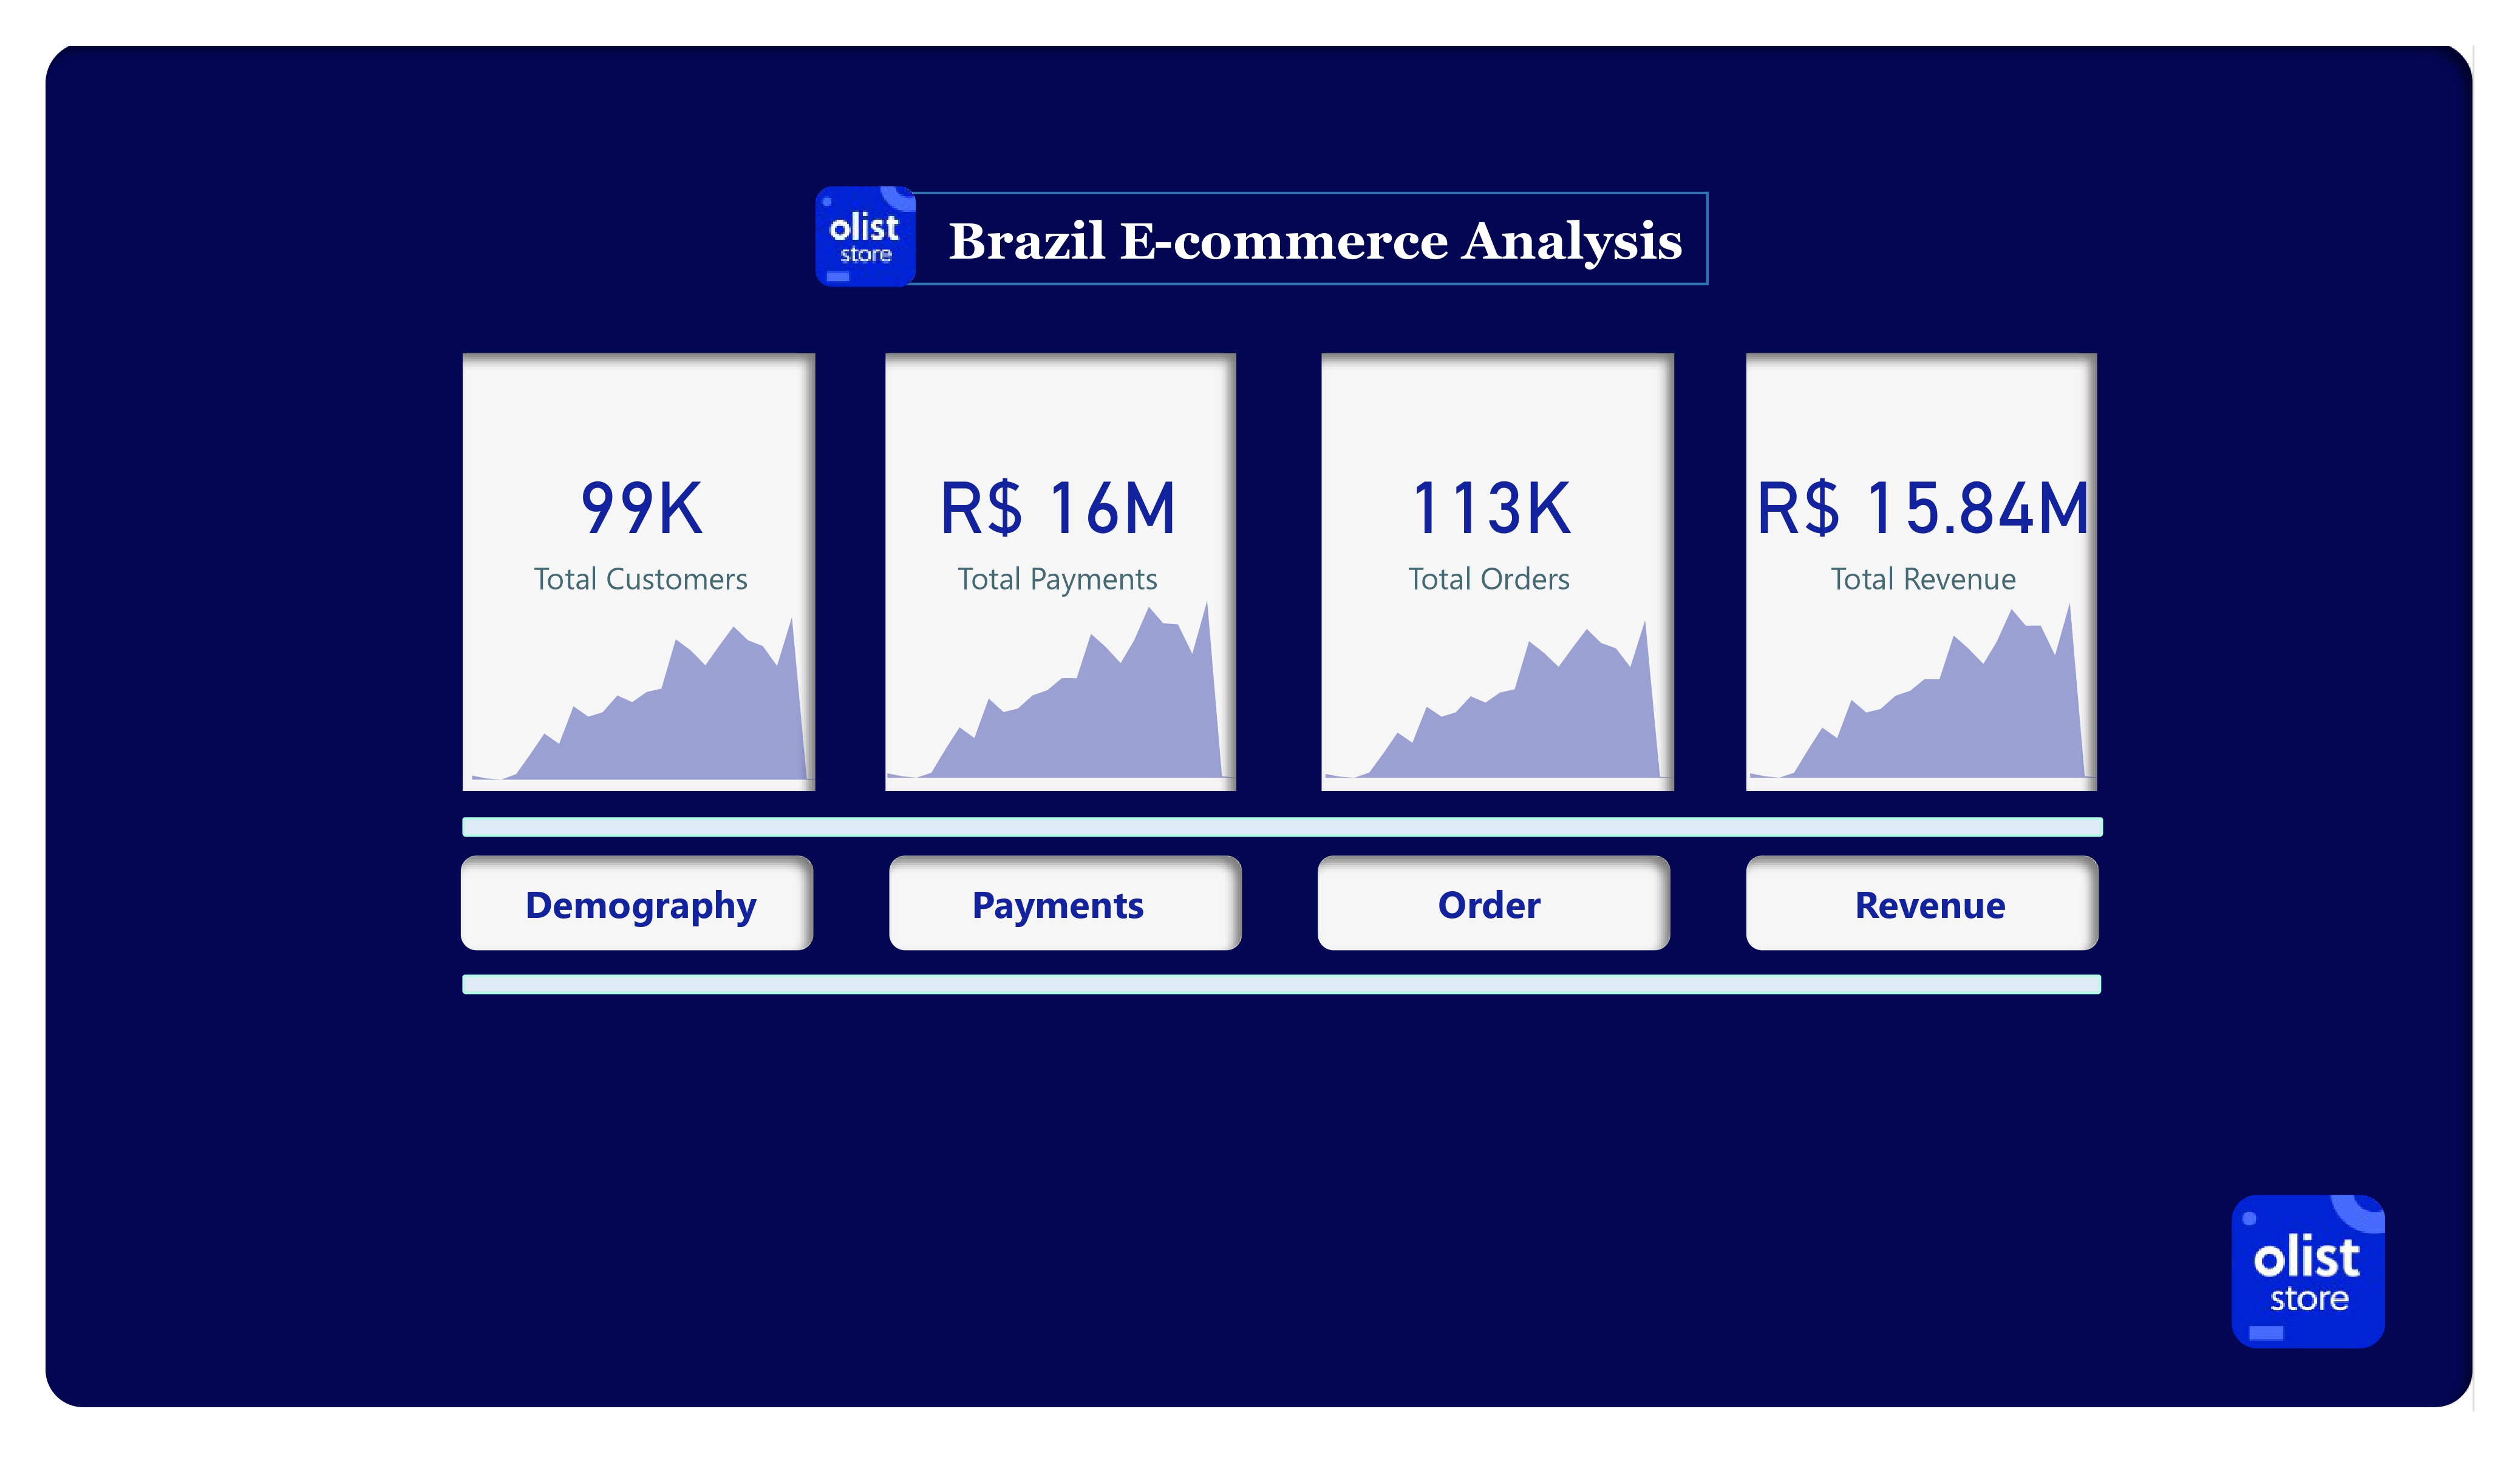 olist
store
Brazil E-commerce Analysis
99K
Total Customers
R$ 16M
Total Payments
113K
Total Orders
R$ 15.84M
Total Revenue
Demography
Payments
Order
Revenue
olist
store